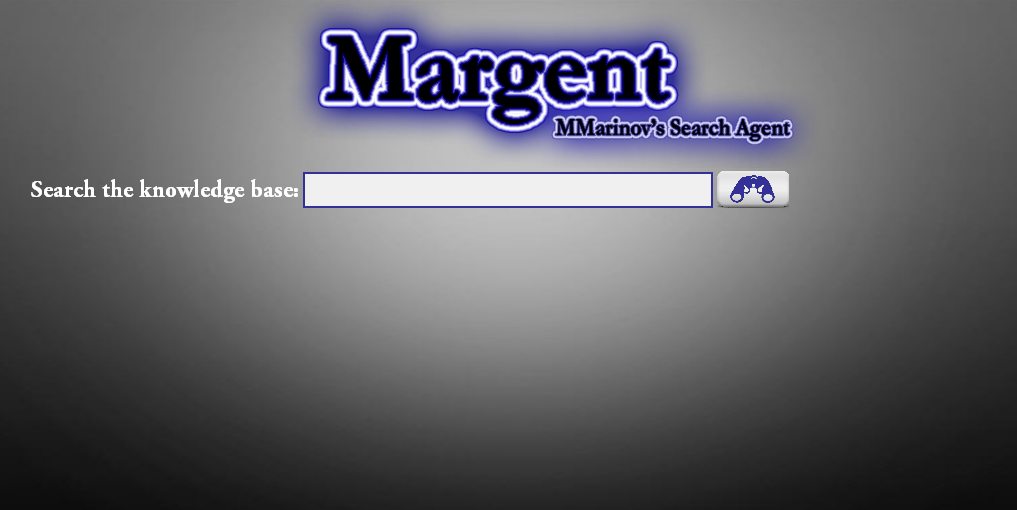 Margent
MMarinov's Search Agent
Search the knowledge base: